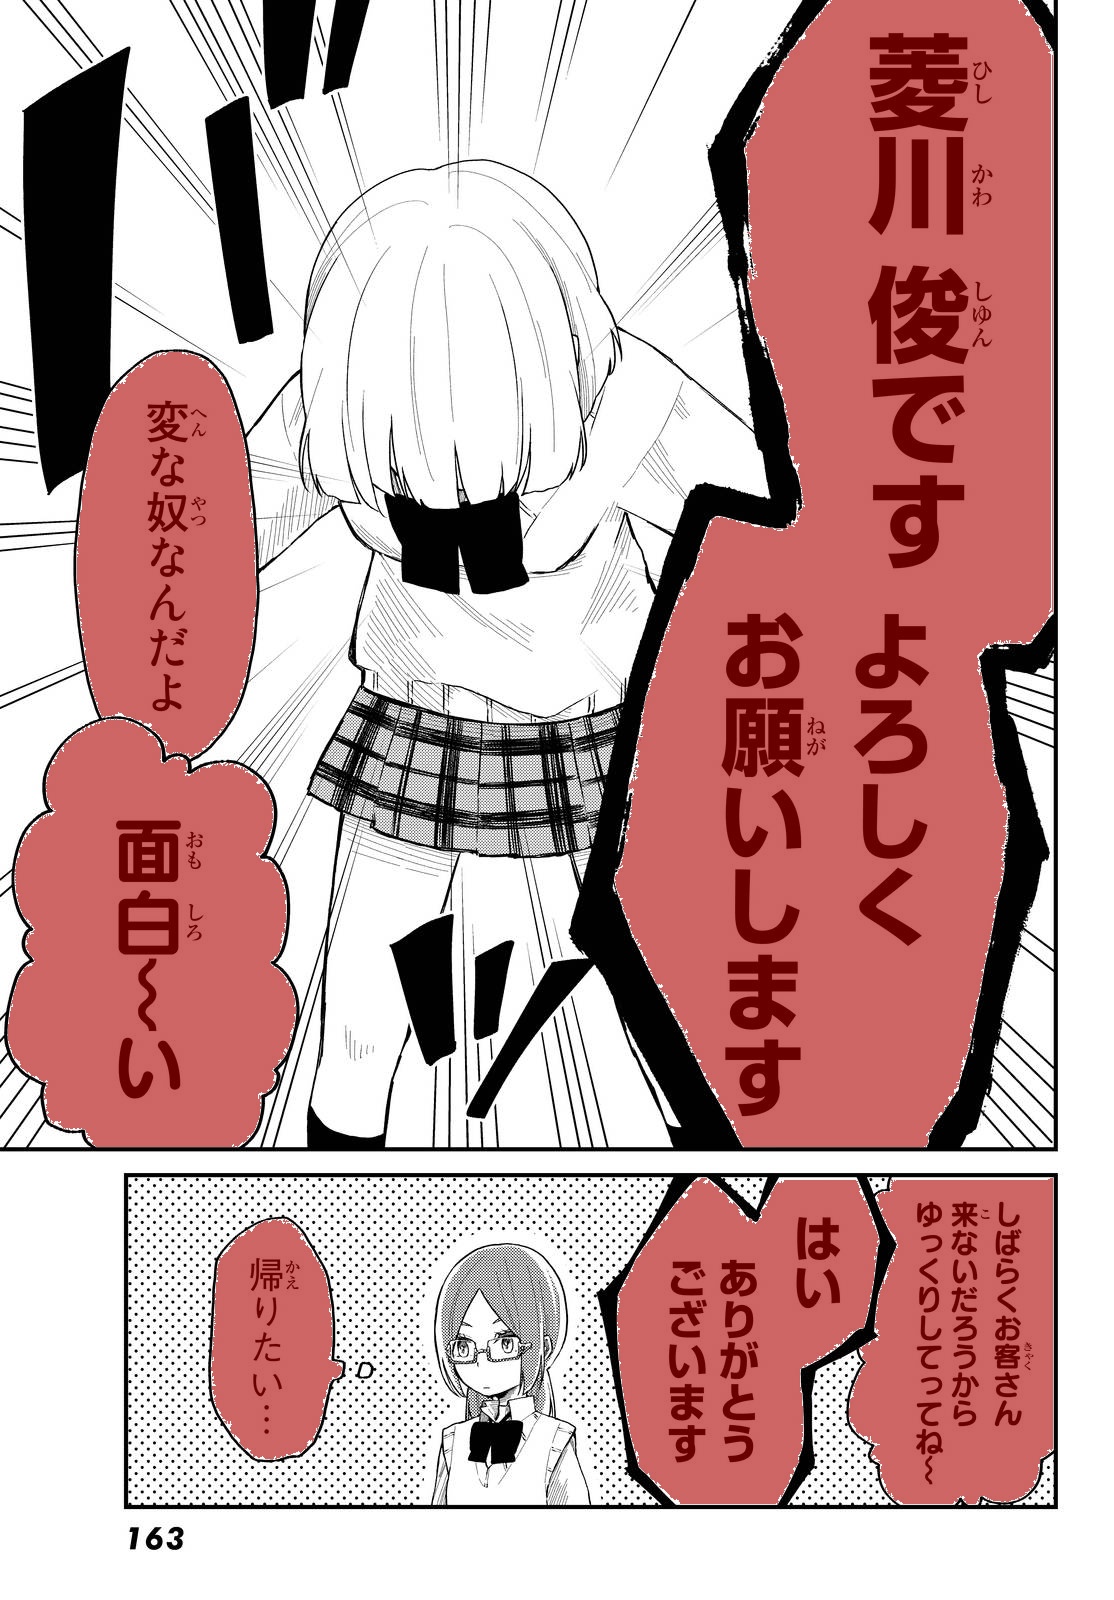 菱川 俊です
よろしく
お願いします
変な奴なんだよ
面白〜い
しばらくお客さん
来ないだろうから
ゆっくりしてってね〜
はい
ありがとう
ございます
帰りたい…
163